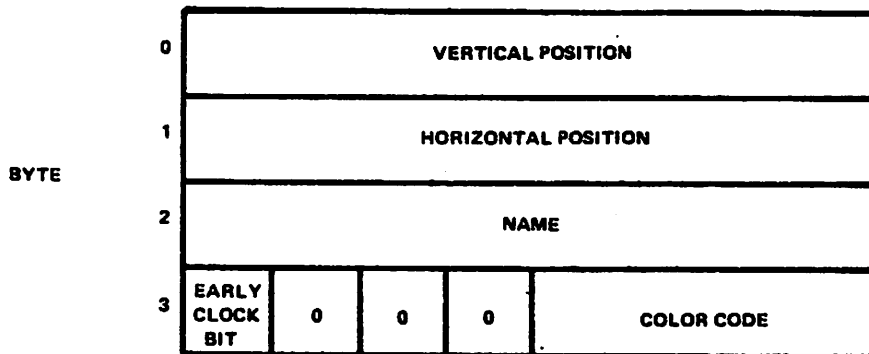 0 VERTICAL POSITION
1 HORIZONTAL POSITION
BYTE
2 NAME
3 EARLY CLOCK BIT 0 0 0 COLOR CODE